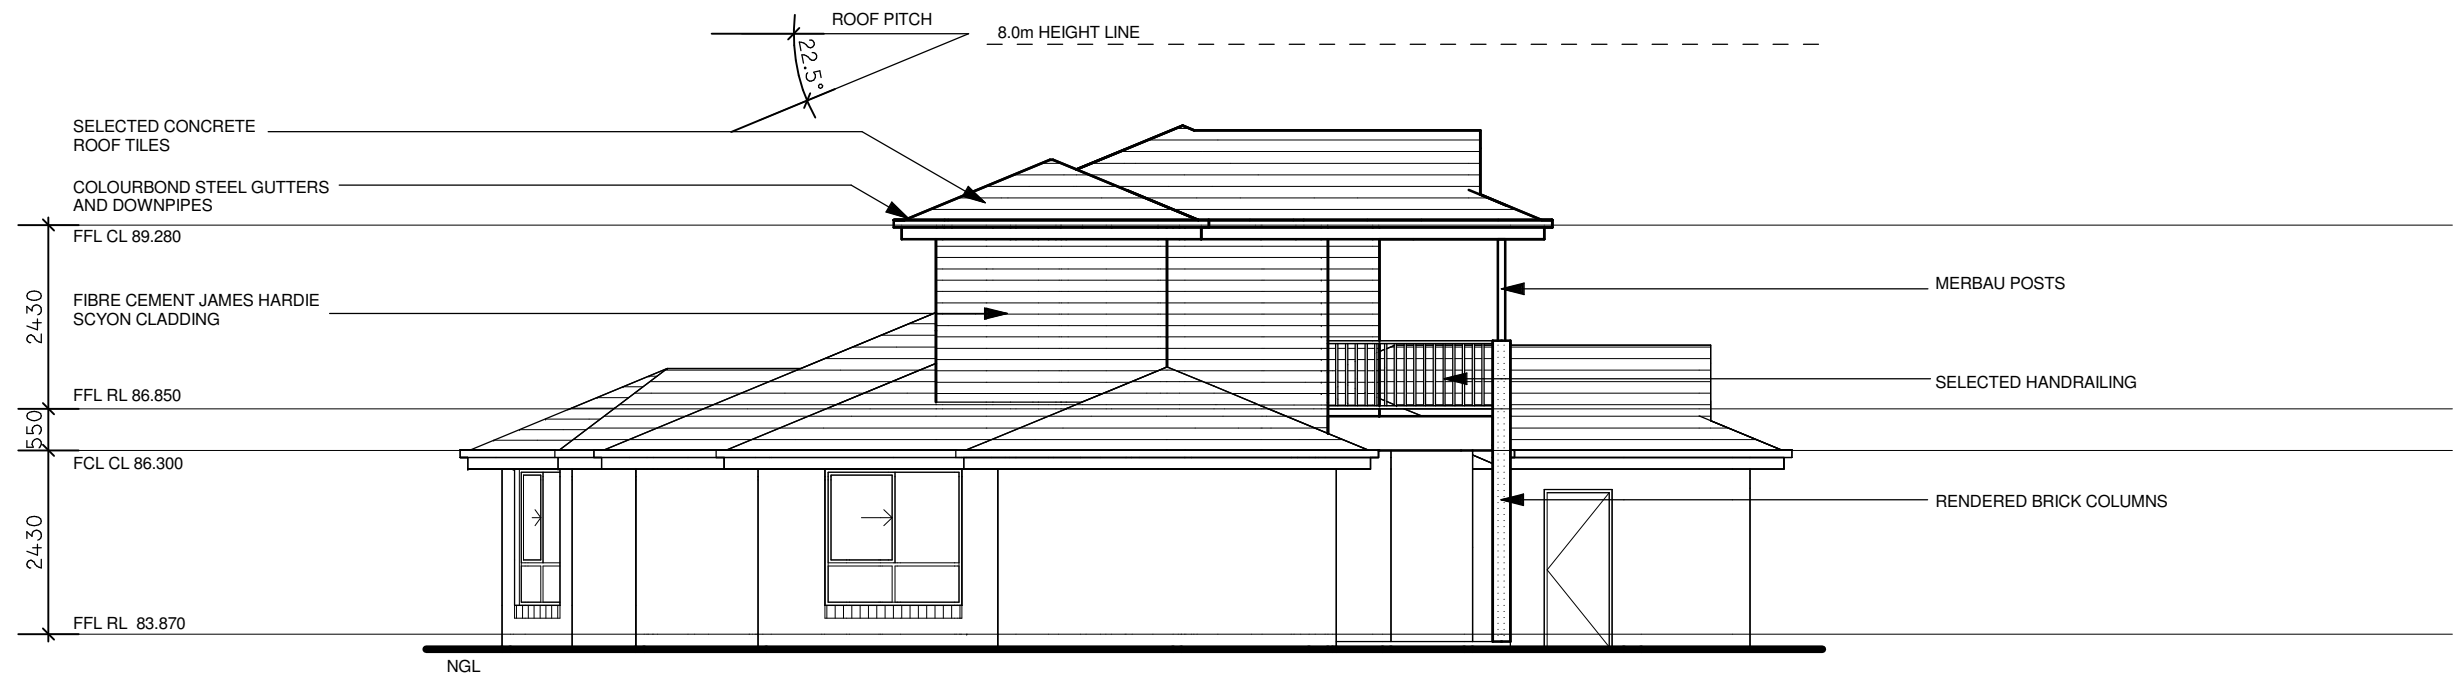 ROOF PITCH
8.0m HEIGHT LINE
22.5°
SELECTED CONCRETE
ROOF TILES
COLOURBOND STEEL GUTTERS
AND DOWNPIPES
FFL CL 89.280
2430
FIBRE CEMENT JAMES HARDIE
SCYON CLADDING
MERBAU POSTS
SELECTED HANDRAILING
FFL RL 86.850
550
FCL CL 86.300
RENDERED BRICK COLUMNS
2430
FFL RL 83.870
NGL